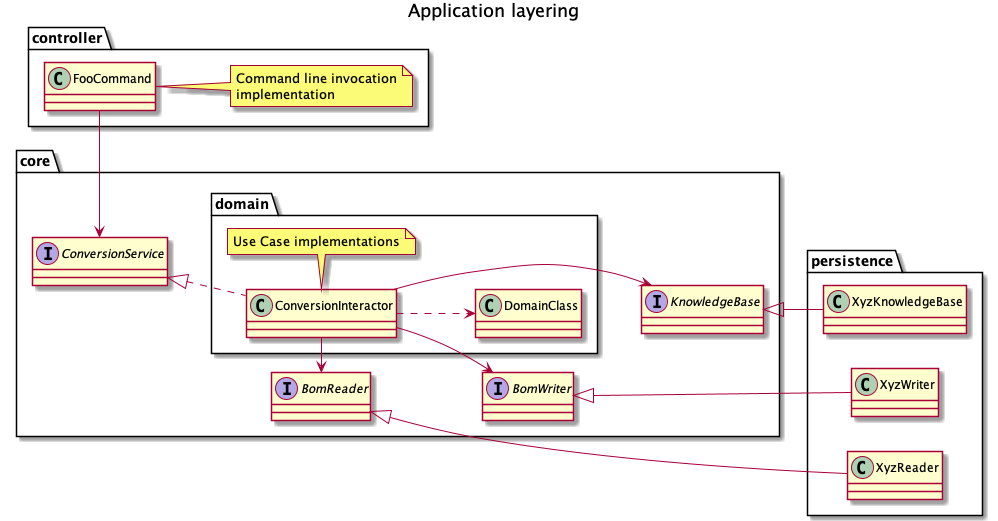 Application layering
controller
C FooCommand
Command line invocation
implementation
core
domain
Use Case implementations
I ConversionService
persistence
C ConversionInteractor
C DomainClass
I KnowledgeBase
C XyzKnowledgeBase
I BomReader
I BomWriter
C XyzWriter
C XyzReader